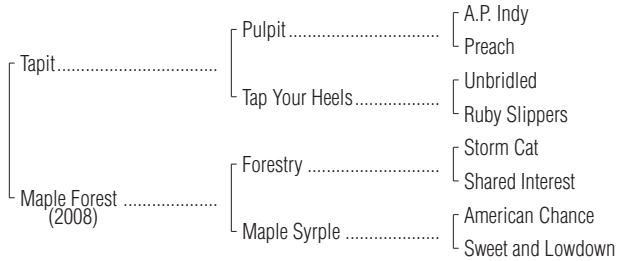 Tapit
Pulpit
A.P. Indy
Preach
Tap Your Heels
Unbridled
Ruby Slippers
Maple Forest
(2008)
Forestry
Storm Cat
Shared Interest
Maple Syrple
American Chance
Sweet and Lowdown